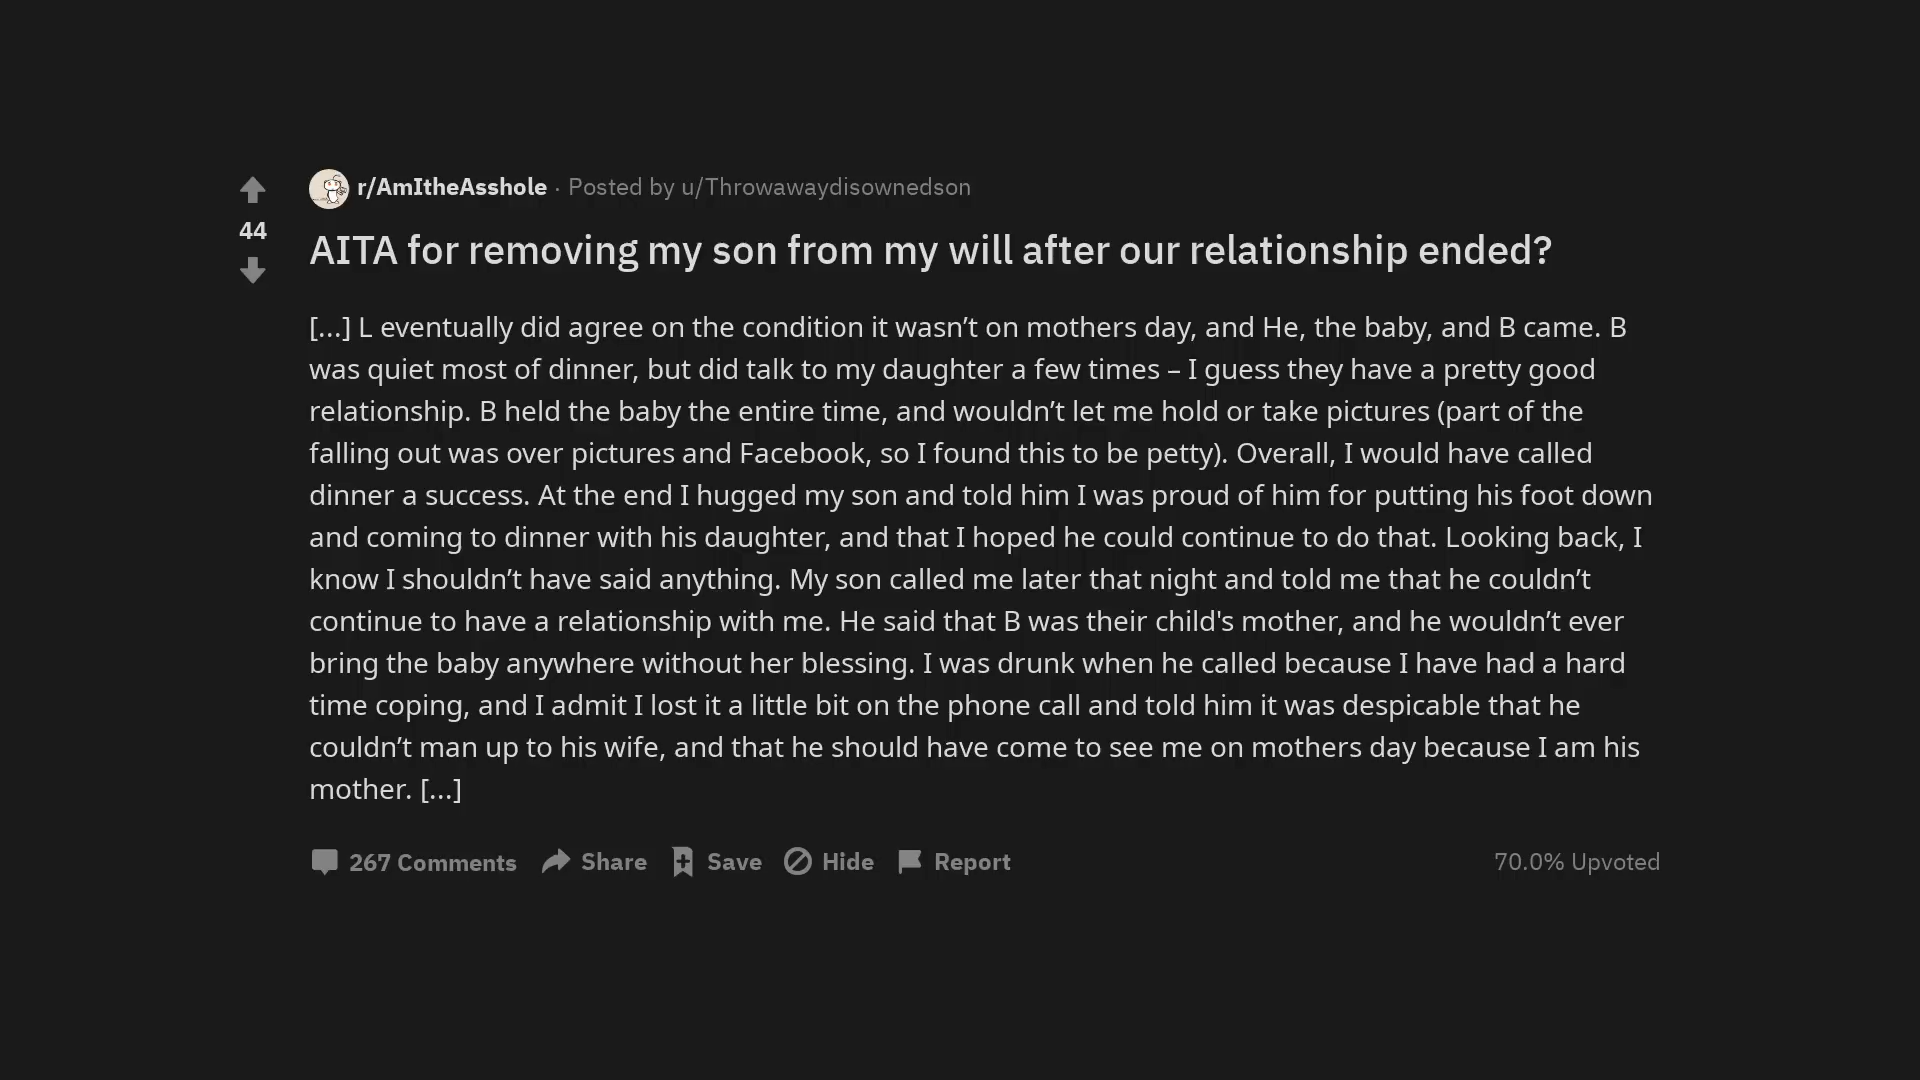 r/AmItheAsshole · Posted by u/Throwawaydisownedson
44
AITA for removing my son from my will after our relationship ended?
[...] L eventually did agree on the condition it wasn’t on mothers day, and He, the baby, and B came. B
was quiet most of dinner, but did talk to my daughter a few times – I guess they have a pretty good
relationship. B held the baby the entire time, and wouldn’t let me hold or take pictures (part of the
falling out was over pictures and Facebook, so I found this to be petty). Overall, I would have called
dinner a success. At the end I hugged my son and told him I was proud of him for putting his foot down
and coming to dinner with his daughter, and that I hoped he could continue to do that. Looking back, I
know I shouldn’t have said anything. My son called me later that night and told me that he couldn’t
continue to have a relationship with me. He said that B was their child's mother, and he wouldn’t ever
bring the baby anywhere without her blessing. I was drunk when he called because I have had a hard
time coping, and I admit I lost it a little bit on the phone call and told him it was despicable that he
couldn’t man up to his wife, and that he should have come to see me on mothers day because I am his
mother. [...]
267 Comments Share Save Hide Report 70.0% Upvoted